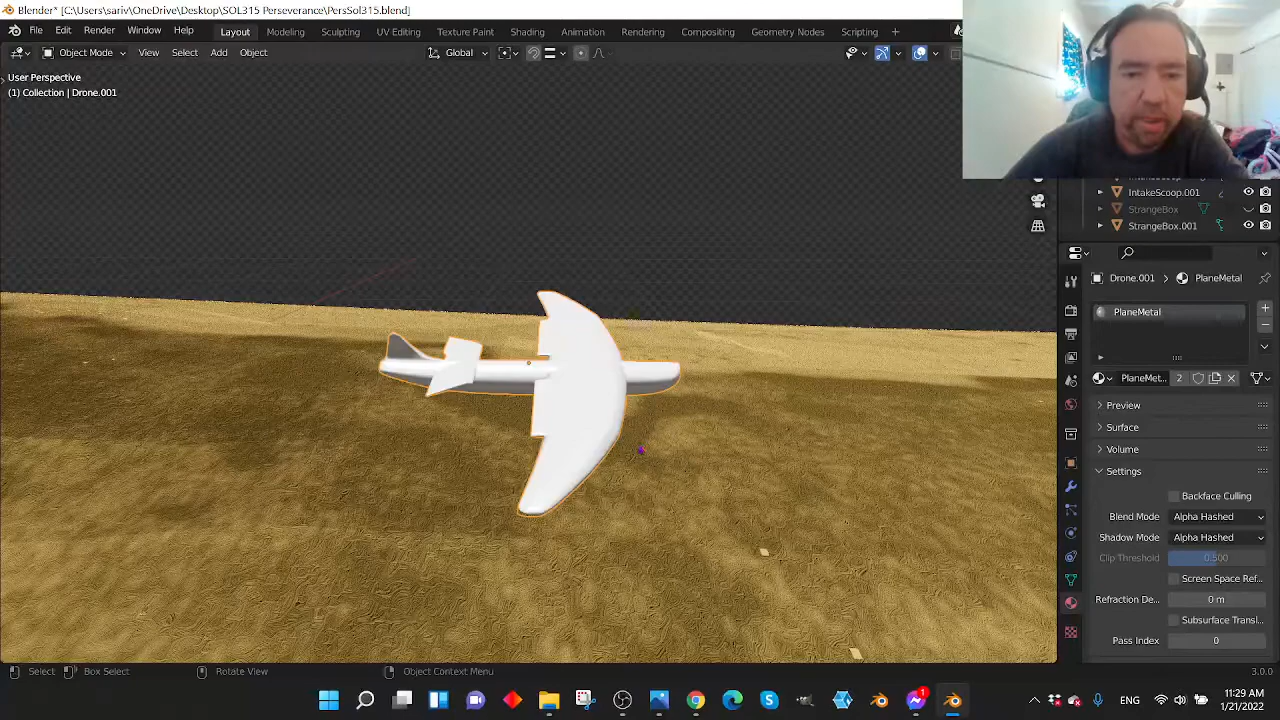 Blender* [C:\Users\sariv\OneDrive\Desktop\SOL315 Perseverance\PersSol315.blend]
File Edit Render Window Help Layout Modeling Sculpting UV Editing Texture Paint Shading Animation Rendering Compositing Geometry Nodes Scripting +
Object Mode View Select Add Object Global
User Perspective
(1) Collection | Drone.001
IntakeScoop.001
StrangeBox
StrangeBox.001
Drone.001 > PlaneMetal
PlaneMetal
PlaneMet... 2
Preview
Surface
Volume
Settings
Backface Culling
Blend Mode Alpha Hashed
Shadow Mode Alpha Hashed
Clip Threshold 0.500
Screen Space Ref...
Refraction De... 0 m
Subsurface Transl...
Pass Index 0
Select Box Select Rotate View Object Context Menu 3.0.0
1
ENG
11:29 AM
1/21/2022